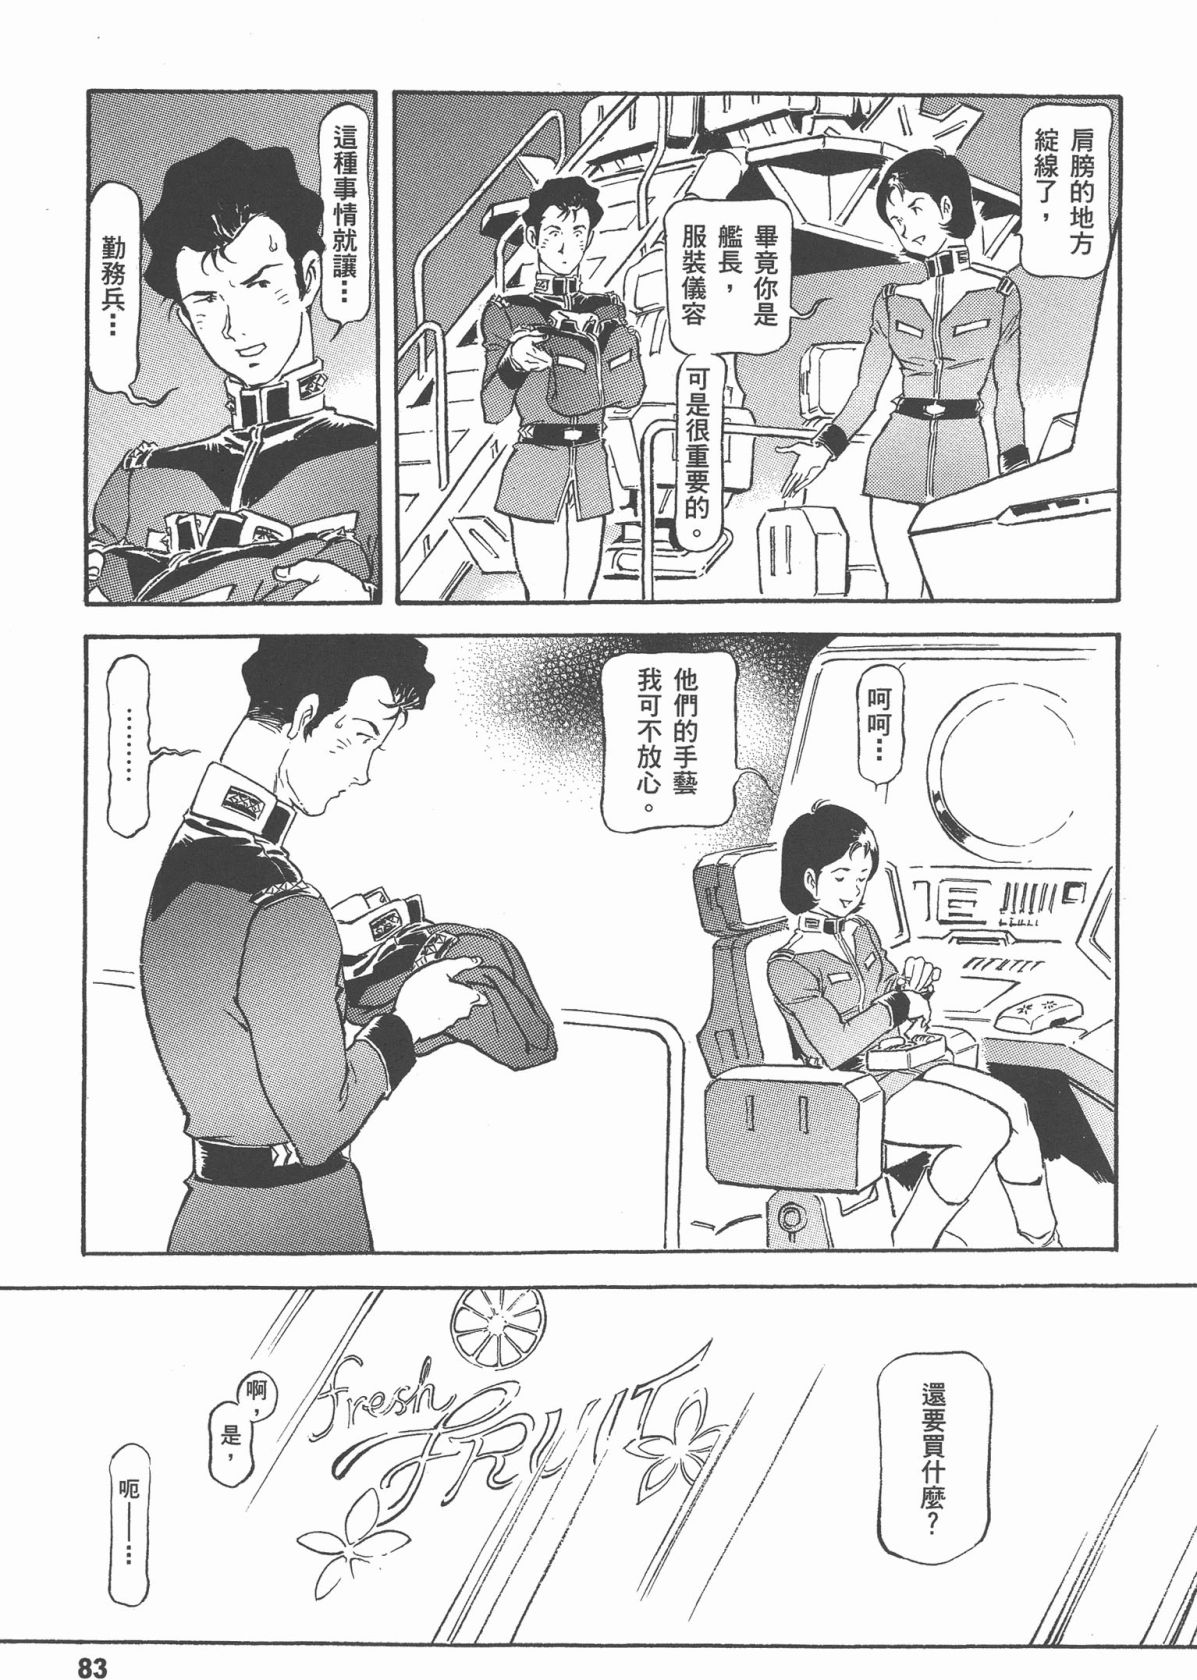 肩膀的地方
綻線了，
畢竟你是
艦長，
服裝儀容
可是很重要的。
這種事情就讓…
勤務兵…
呵呵…
他們的手藝
我可不放心。
………
還要買什麼？
fresh
FRUIT
啊，
是，
呃──…
83